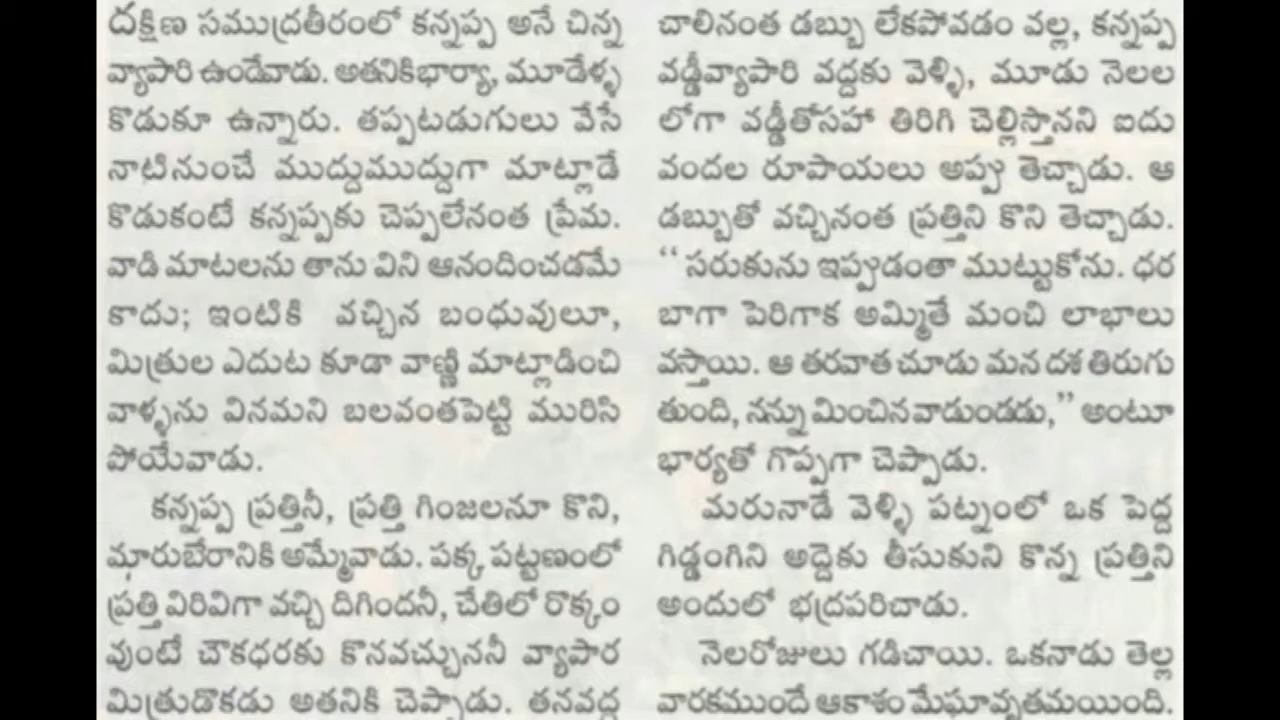 దక్షిణ సముద్రతీరంలో కన్నప్ప అనే చిన్న
వ్యాపారి ఉండేవాడు. అతనికిభార్యా, మూడేళ్ళ
కొడుకూ ఉన్నారు. తప్పటడుగులు వేసే
నాటినుంచే ముద్దుముద్దుగా మాట్లాడే
కొడుకంటే కన్నప్పకు చెప్పలేనంత ప్రేమ.
వాడి మాటలను తాను విని ఆనందించడమే
కాదు; ఇంటికి వచ్చిన బంధువులూ,
మిత్రుల ఎదుట కూడా వాణ్ణి మాట్లాడించి
వాళ్ళను వినమని బలవంతపెట్టి మురిసి
పోయేవాడు.
కన్నప్ప ప్రత్తినీ, ప్రత్తి గింజలనూ కొని,
మారుబేరానికి అమ్మేవాడు. పక్క పట్టణంలో
ప్రత్తి విరివిగా వచ్చి దిగిందనీ, చేతిలో రొక్కం
వుంటే చౌకధరకు కొనవచ్చుననీ వ్యాపార
మిత్రుడొకడు అతనికి చెప్పాడు. తనవద్ద
చాలినంత డబ్బు లేకపోవడం వల్ల, కన్నప్ప
వడ్డీవ్యాపారి వద్దకు వెళ్ళి, మూడు నెలల
లోగా వడ్డీతోసహా తిరిగి చెల్లిస్తానని ఐదు
వందల రూపాయలు అప్పు తెచ్చాడు. ఆ
డబ్బుతో వచ్చినంత ప్రత్తిని కొని తెచ్చాడు.
“సరుకును ఇప్పుడంతా ముట్టుకోను. ధర
బాగా పెరిగాక అమ్మితే మంచి లాభాలు
వస్తాయి. ఆ తరవాత చూడు మన దశ తిరుగు
తుంది, నన్ను మించినవాడుండడు,” అంటూ
భార్యతో గొప్పగా చెప్పాడు.
మరునాడే వెళ్ళి పట్నంలో ఒక పెద్ద
గిడ్డంగిని అద్దెకు తీసుకుని కొన్న ప్రత్తిని
అందులో భద్రపరిచాడు.
నెలరోజులు గడిచాయి. ఒకనాడు తెల్ల
వారకముందే ఆకాశం మేఘావృతమయింది.